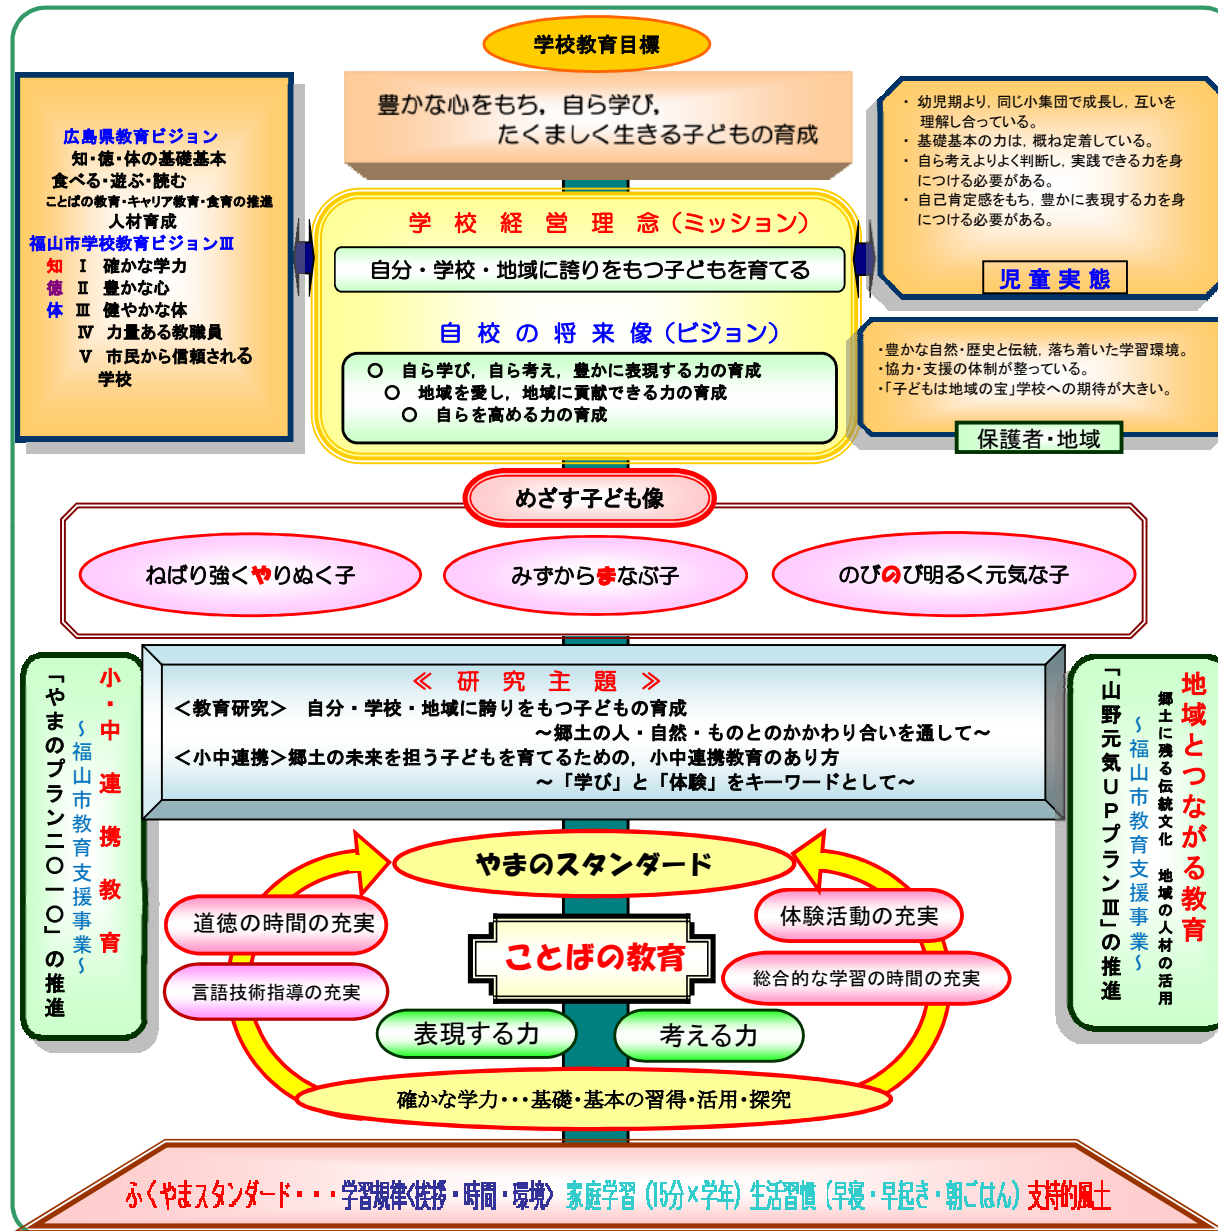 学校教育目標
豊かな心をもち，自ら学び，
たくましく生きる子どもの育成
広島県教育ビジョン
知・徳・体の基礎基本
食べる・遊ぶ・読む
ことばの教育・キャリア教育・食育の推進
人材育成
福山市学校教育ビジョンⅢ
知 Ⅰ 確かな学力
徳 Ⅱ 豊かな心
体 Ⅲ 健やかな体
Ⅳ 力量ある教職員
Ⅴ 市民から信頼される
学校
学校経営理念（ミッション）
自分・学校・地域に誇りをもつ子どもを育てる
自校の将来像（ビジョン）
○ 自ら学び，自ら考え，豊かに表現する力の育成
○ 地域を愛し，地域に貢献できる力の育成
○ 自らを高める力の育成
・ 幼児期より，同じ小集団で成長し，互いを
理解し合っている。
・ 基礎基本の力は，概ね定着している。
・ 自ら考えよりよく判断し，実践できる力を身
につける必要がある。
・ 自己肯定感をもち，豊かに表現する力を身
につける必要がある。
児童実態
・豊かな自然・歴史と伝統，落ち着いた学習環境。
・協力・支援の体制が整っている。
・「子どもは地域の宝」学校への期待が大きい。
保護者・地域
めざす子ども像
ねばり強くやりぬく子
みずからまなぶ子
のびのび明るく元気な子
小・中連携教育
～福山市教育支援事業～
「やまのプラン二〇一〇」の推進
≪ 研究主題 ≫
＜教育研究＞ 自分・学校・地域に誇りをもつ子どもの育成
～郷土の人・自然・ものとのかかわり合いを通して～
＜小中連携＞郷土の未来を担う子どもを育てるための，小中連携教育のあり方
～「学び」と「体験」をキーワードとして～
地域とつながる教育
郷土に残る伝統文化 地域の人材の活用
～福山市教育支援事業～
「山野元気ＵＰプランⅢ」の推進
やまのスタンダード
道徳の時間の充実
言語技術指導の充実
ことばの教育
体験活動の充実
総合的な学習の時間の充実
表現する力
考える力
確かな学力・・・基礎・基本の習得・活用・探究
ふくやまスタンダード・・・学習規律〈挨拶・時間・環境〉 家庭学習（15分×学年）生活習慣（早寝・早起き・朝ごはん）支持的風土